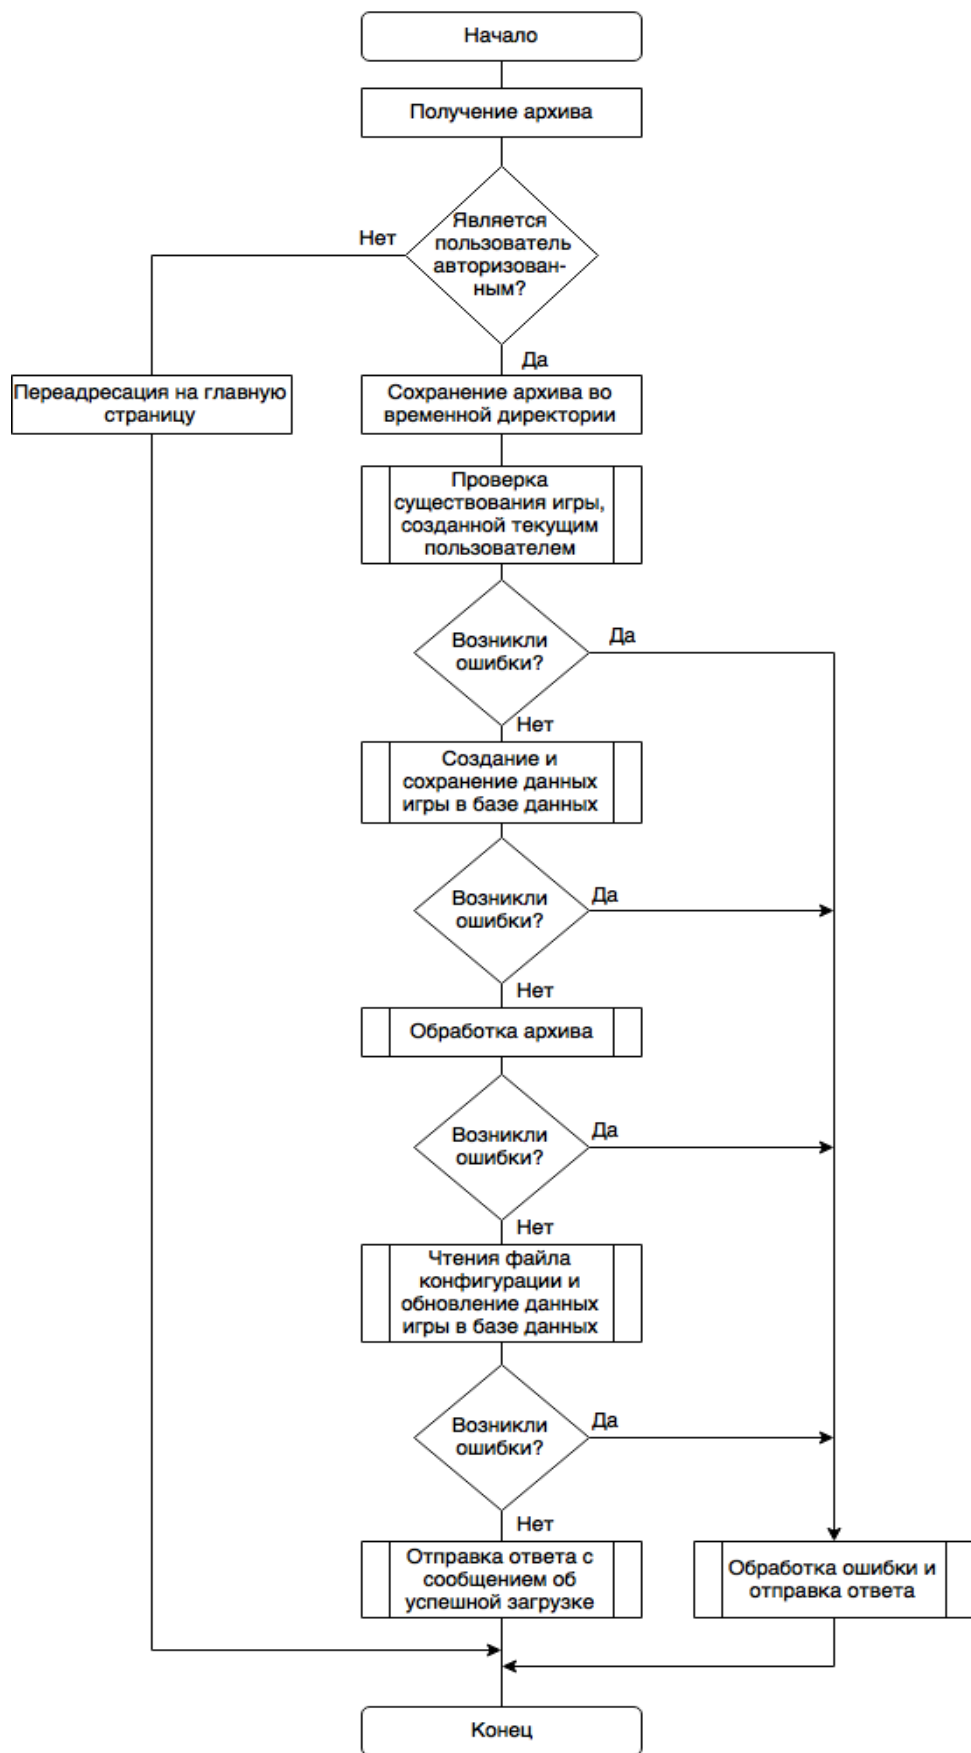 Начало
Получение архива
Является
пользователь
авторизован-
ным?
Нет
Да
Переадресация на главную
страницу
Сохранение архива во
временной директории
Проверка
существования игры,
созданной текущим
пользователем
Возникли
ошибки?
Да
Нет
Создание и
сохранение данных
игры в базе данных
Возникли
ошибки?
Да
Нет
Обработка архива
Возникли
ошибки?
Да
Нет
Чтения файла
конфигурации и
обновление данных
игры в базе данных
Возникли
ошибки?
Да
Нет
Отправка ответа с
сообщением об
успешной загрузке
Обработка ошибки и
отправка ответа
Конец